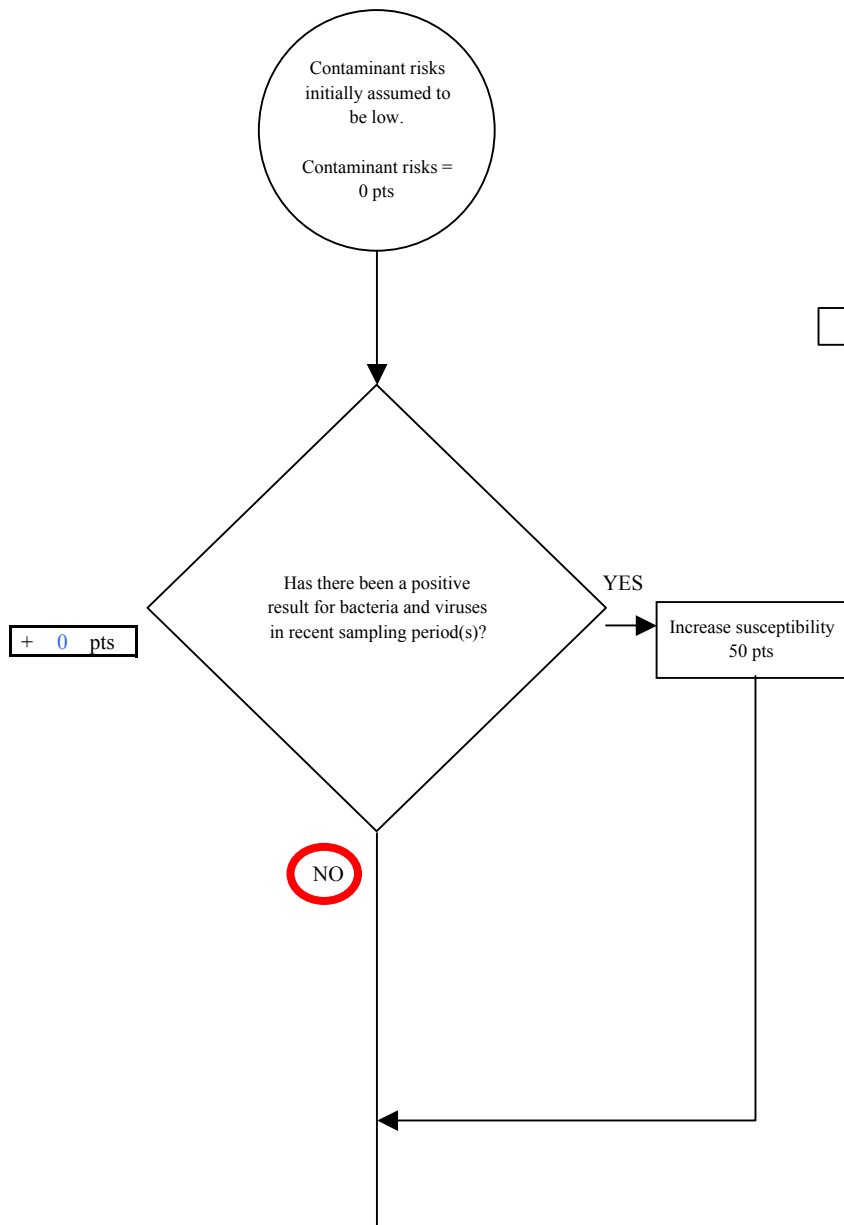 Contaminant risks
initially assumed to
be low.
Contaminant risks =
0 pts
Has there been a positive
result for bacteria and viruses
in recent sampling period(s)?
YES
+ 0 pts
Increase susceptibility
50 pts
NO